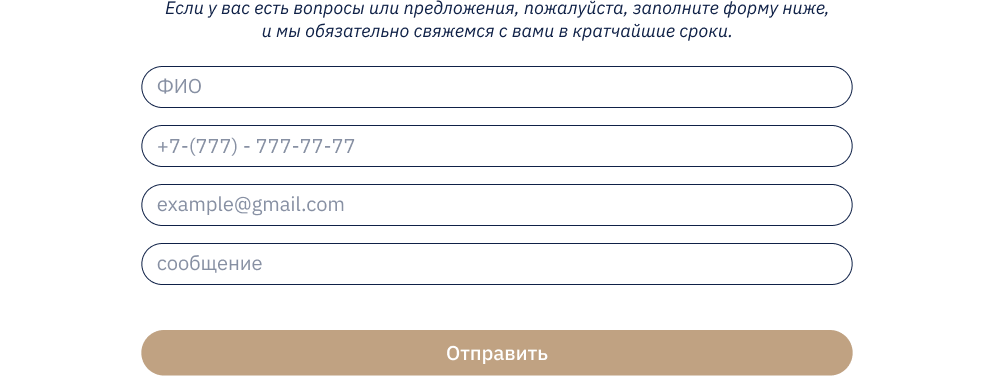 Если у вас есть вопросы или предложения, пожалуйста, заполните форму ниже,
и мы обязательно свяжемся с вами в кратчайшие сроки.
ФИО
+7-(777) - 777-77-77
example@gmail.com
сообщение
Отправить